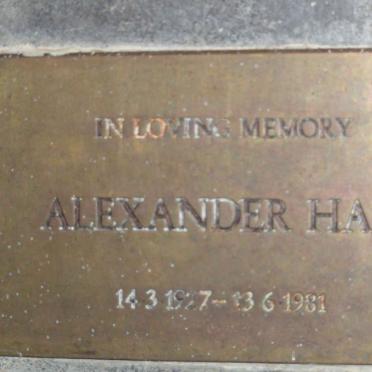 IN LOVING MEMORY
ALEXANDER HA
14 3 1927 – 13 6 1981